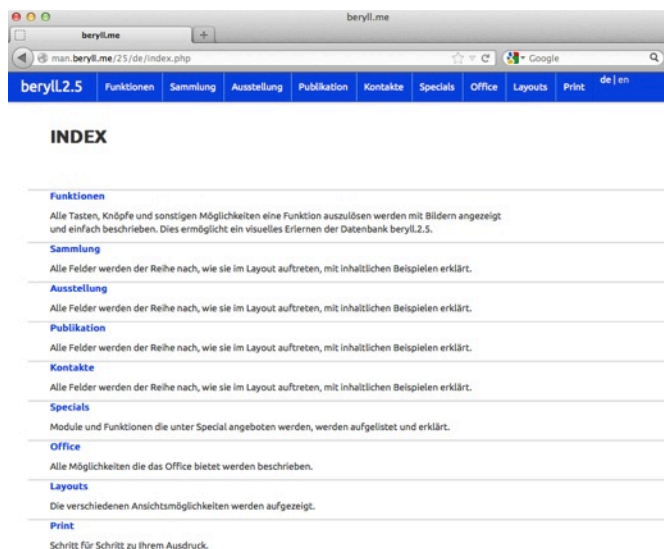 beryll.me
beryll.me
man.beryll.me/25/de/index.php
Google
beryll.2.5 Funktionen Sammlung Ausstellung Publikation Kontakte Specials Office Layouts Print de | en
INDEX
Funktionen
Alle Tasten, Knöpfe und sonstigen Möglichkeiten eine Funktion auszulösen werden mit Bildern angezeigt
und einfach beschrieben. Dies ermöglicht ein visuelles Erlernen der Datenbank beryll.2.5.
Sammlung
Alle Felder werden der Reihe nach, wie sie im Layout auftreten, mit inhaltlichen Beispielen erklärt.
Ausstellung
Alle Felder werden der Reihe nach, wie sie im Layout auftreten, mit inhaltlichen Beispielen erklärt.
Publikation
Alle Felder werden der Reihe nach, wie sie im Layout auftreten, mit inhaltlichen Beispielen erklärt.
Kontakte
Alle Felder werden der Reihe nach, wie sie im Layout auftreten, mit inhaltlichen Beispielen erklärt.
Specials
Module und Funktionen die unter Special angeboten werden, werden aufgelistet und erklärt.
Office
Alle Möglichkeiten die das Office bietet werden beschrieben.
Layouts
Die verschiedenen Ansichtsmöglichkeiten werden aufgezeigt.
Print
Schritt für Schritt zu Ihrem Ausdruck.